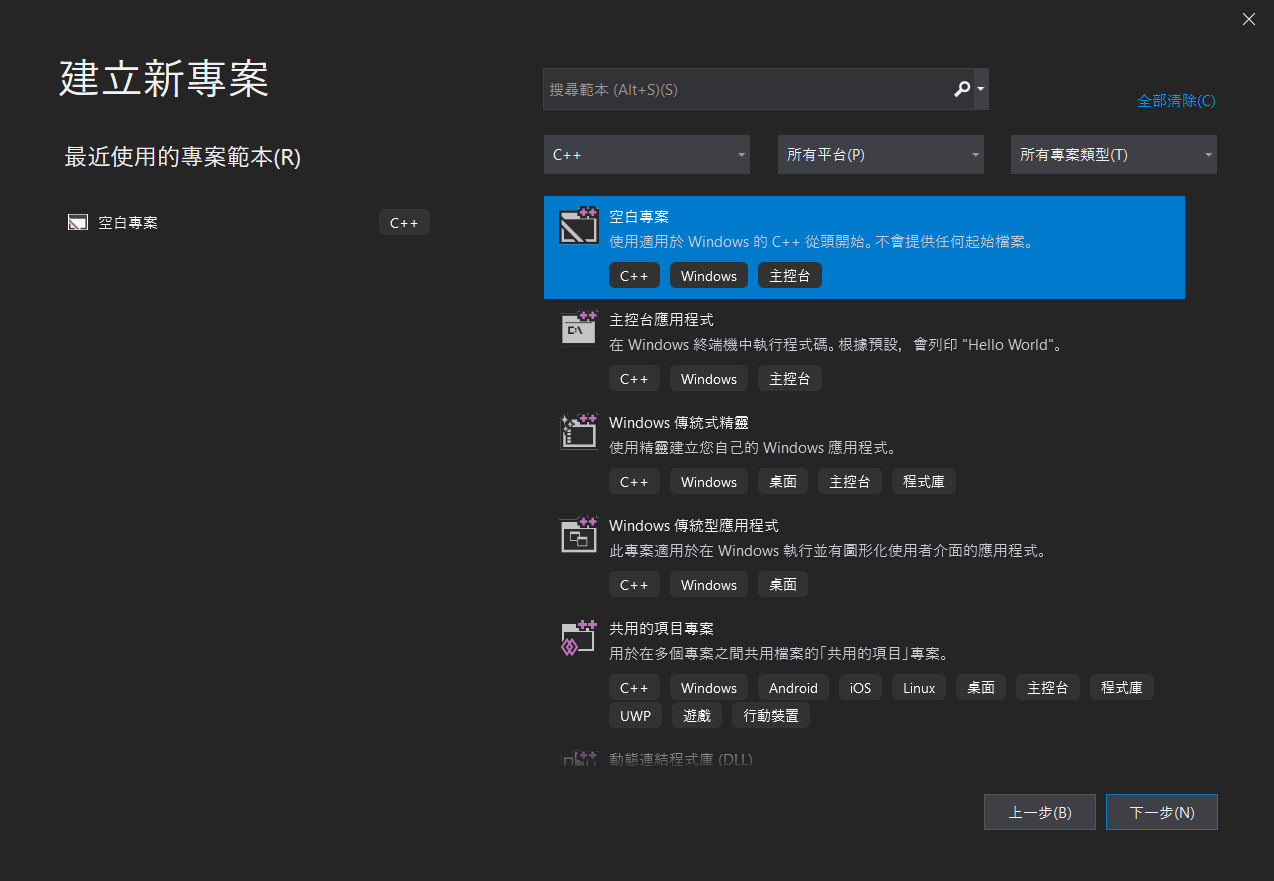 建立新專案
最近使用的專案範本(R)
空白專案 C++
搜尋範本 (Alt+S)(S)
全部清除(C)
C++ 所有平台(P) 所有專案類型(T)
空白專案
使用適用於 Windows 的 C++ 從頭開始。不會提供任何起始檔案。
C++ Windows 主控台
主控台應用程式
在 Windows 終端機中執行程式碼。根據預設，會列印 "Hello World"。
C++ Windows 主控台
Windows 傳統式精靈
使用精靈建立您自己的 Windows 應用程式。
C++ Windows 桌面 主控台 程式庫
Windows 傳統型應用程式
此專案適用於在 Windows 執行並有圖形化使用者介面的應用程式。
C++ Windows 桌面
共用的項目專案
用於在多個專案之間共用檔案的「共用的項目」專案。
C++ Windows Android iOS Linux 桌面 主控台 程式庫
UWP 遊戲 行動裝置
動態連結程式庫 (DLL)
上一步(B) 下一步(N)